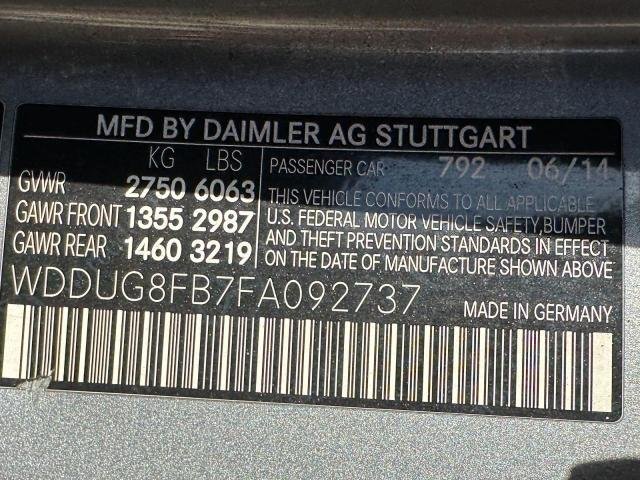 MFD BY DAIMLER AG STUTTGART
KG LBS
GVWR 2750 6063
GAWR FRONT 1355 2987
GAWR REAR 1460 3219
PASSENGER CAR 792 06/14
THIS VEHICLE CONFORMS TO ALL APPLICABLE
U.S. FEDERAL MOTOR VEHICLE SAFETY,BUMPER
AND THEFT PREVENTION STANDARDS IN EFFECT
ON THE DATE OF MANUFACTURE SHOWN ABOVE.
WDDUG8FB7FA092737
MADE IN GERMANY